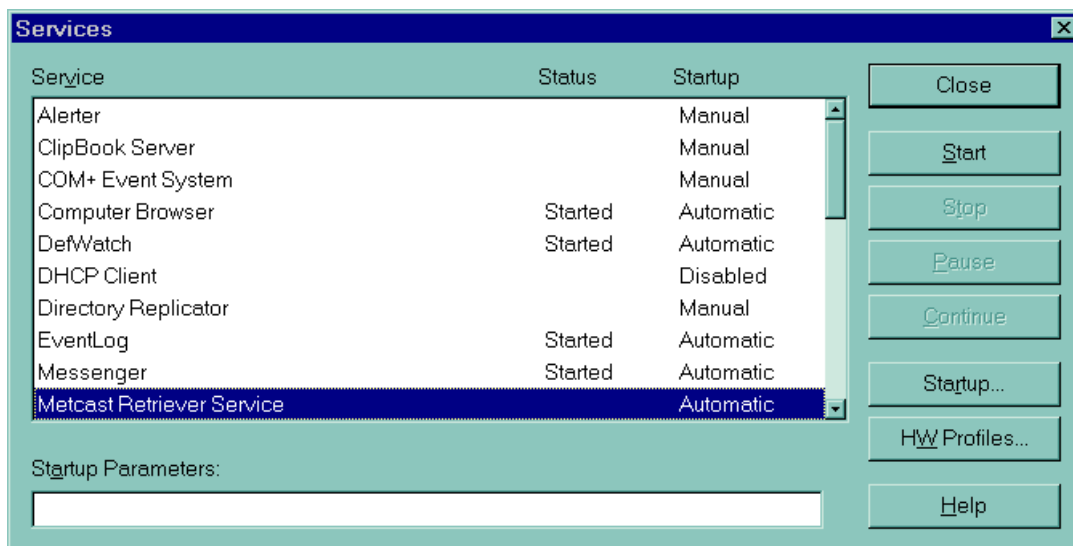 Services
Service Status Startup
Alerter Manual
ClipBook Server Manual
COM+ Event System Manual
Computer Browser Started Automatic
DefWatch Started Automatic
DHCP Client Disabled
Directory Replicator Manual
EventLog Started Automatic
Messenger Started Automatic
Metcast Retriever Service Automatic
Startup Parameters:
Close
Start
Stop
Pause
Continue
Startup...
HW Profiles...
Help